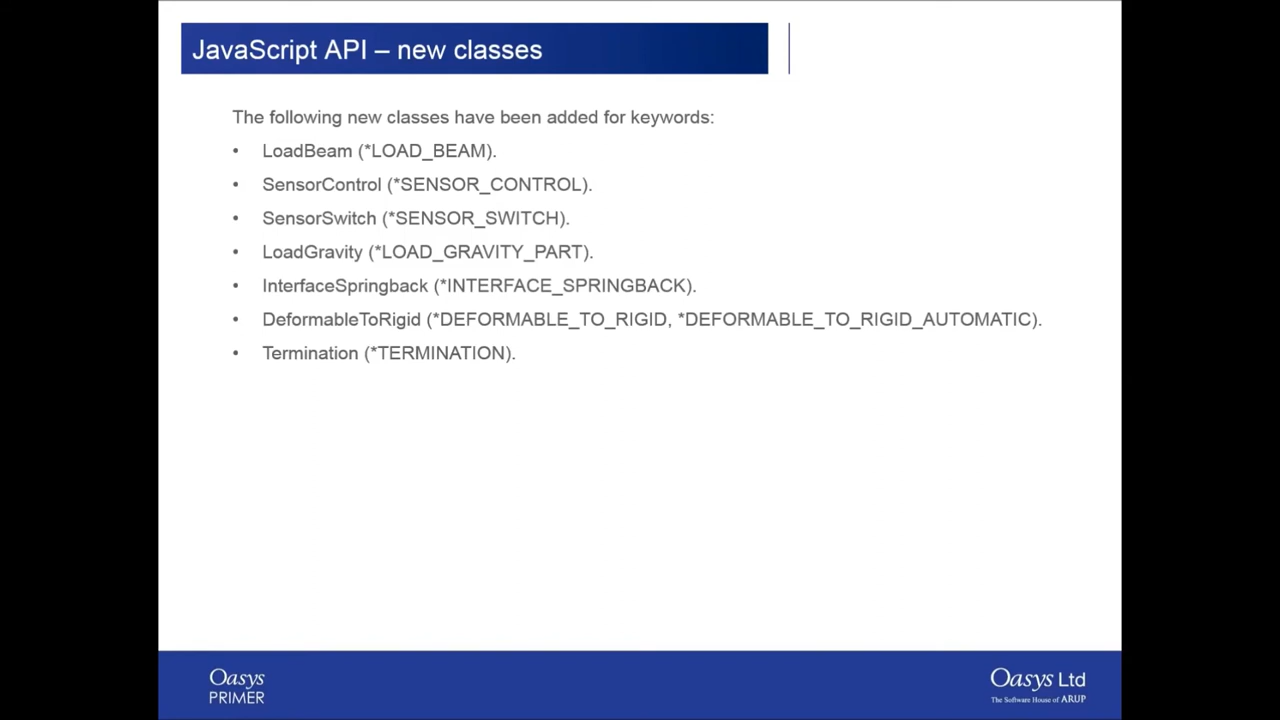 JavaScript API – new classes
The following new classes have been added for keywords:
• LoadBeam (*LOAD_BEAM).
• SensorControl (*SENSOR_CONTROL).
• SensorSwitch (*SENSOR_SWITCH).
• LoadGravity (*LOAD_GRAVITY_PART).
• InterfaceSpringback (*INTERFACE_SPRINGBACK).
• DeformableToRigid (*DEFORMABLE_TO_RIGID, *DEFORMABLE_TO_RIGID_AUTOMATIC).
• Termination (*TERMINATION).
Oasys
PRIMER
Oasys Ltd
The Software House of ARUP